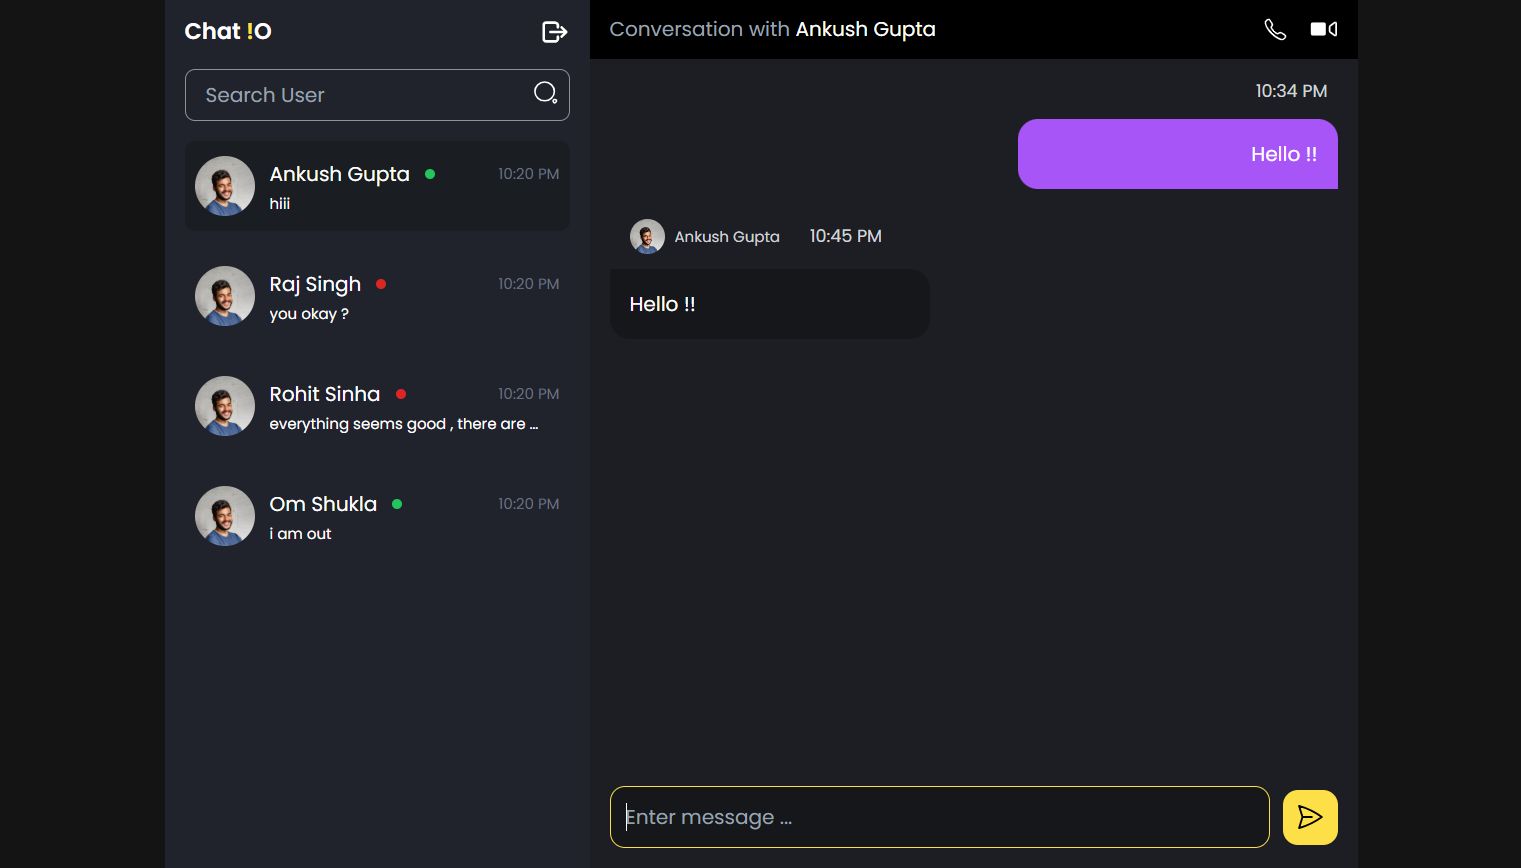 Chat !O
Search User
Ankush Gupta
10:20 PM
hiii
Raj Singh
10:20 PM
you okay ?
Rohit Sinha
10:20 PM
everything seems good , there are ...
Om Shukla
10:20 PM
i am out
Conversation with Ankush Gupta
10:34 PM
Hello !!
Ankush Gupta
10:45 PM
Hello !!
Enter message ...